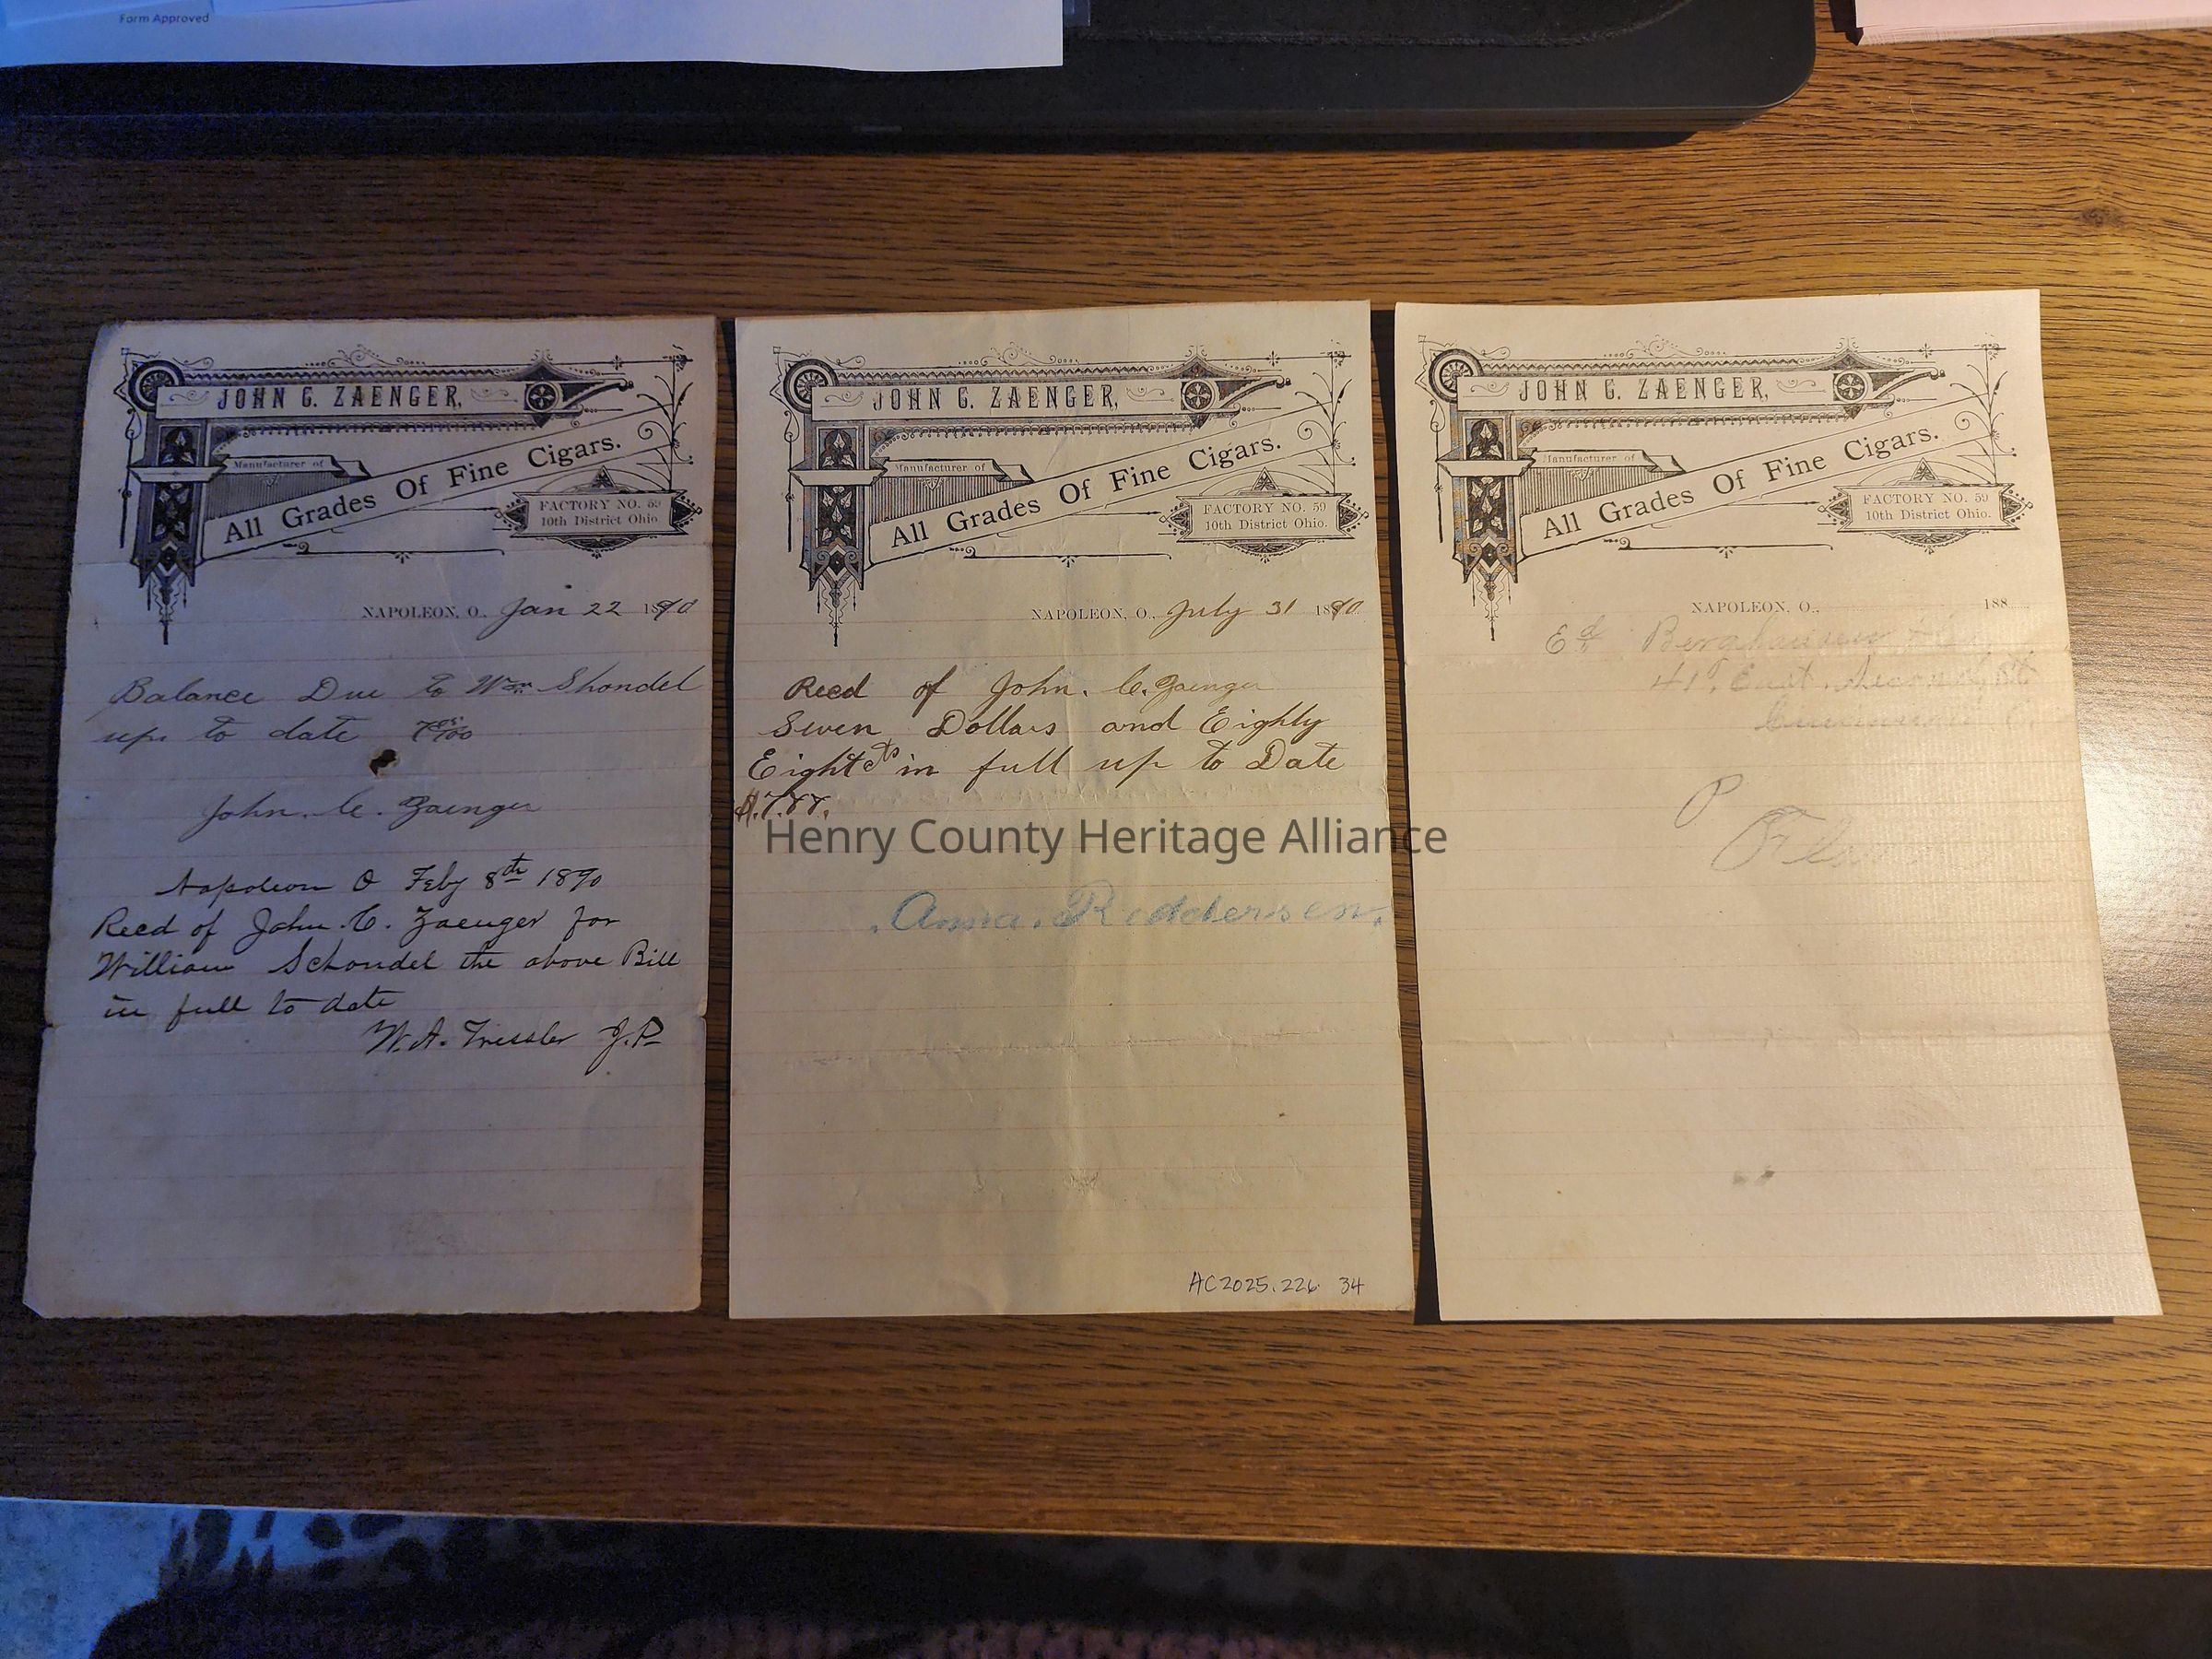 Form Approved
JOHN C. ZAENGER,
Manufacturer of
All Grades Of Fine Cigars.
FACTORY NO. 59
10th District Ohio
NAPOLEON, O., Jan 22 1890
Balance Due to Wm Shondel
up to date
John. C. Zaenger
Napoleon O Feby 8th 1890
Recd of John. C. Zaenger for
William Schondel the above Bill
in full to date
W. A. Tressler J.P.
JOHN C. ZAENGER,
Manufacturer of
All Grades Of Fine Cigars.
FACTORY NO. 59
10th District Ohio.
NAPOLEON, O., July 31 1890
Recd of John. C. Zaenger
Seven Dollars and Eighty
Eight cts in full up to Date
$.7.88.
Henry County Heritage Alliance
Anna.
AC2025.226 34
JOHN C. ZAENGER,
Manufacturer of
All Grades Of Fine Cigars.
FACTORY NO. 59
10th District Ohio.
NAPOLEON, O., 188
Ed Berghausen
East
P